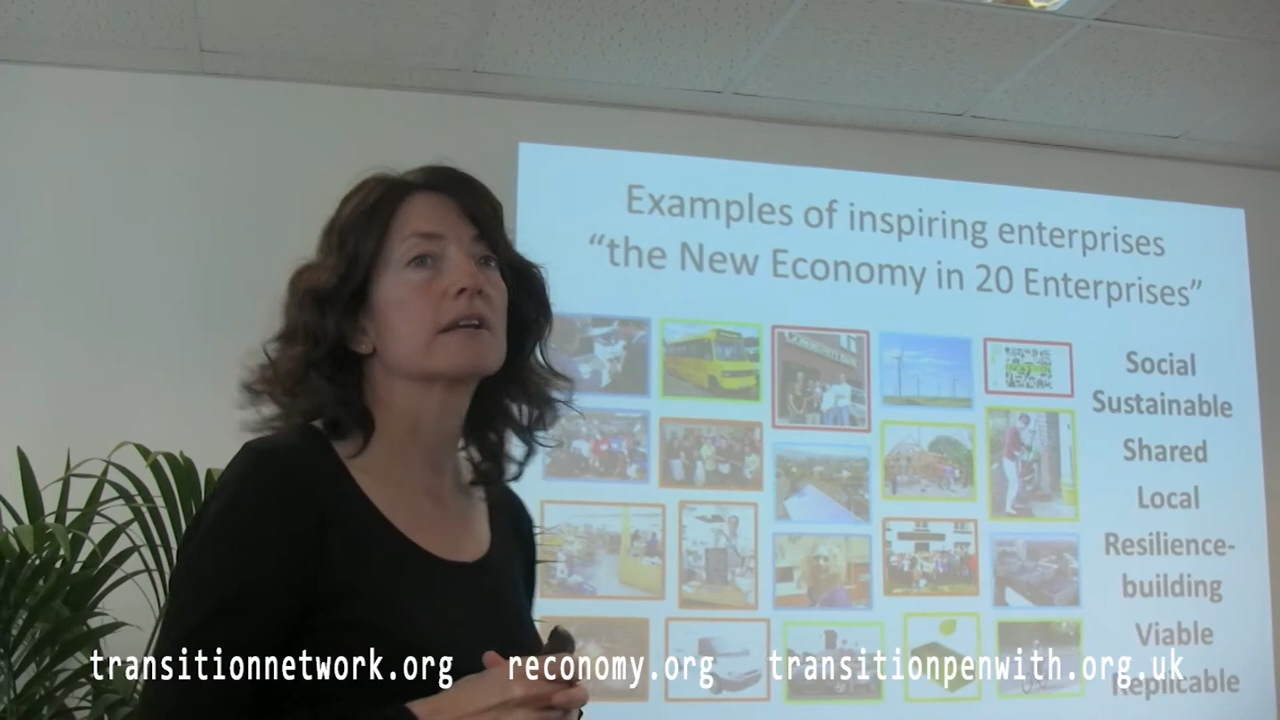 Examples of inspiring enterprises
“the New Economy in 20 Enterprises”
Social
Sustainable
Shared
Local
Resilience-
building
Viable
Replicable
transitionnetwork.org reconomy.org transitionpenwith.org.uk